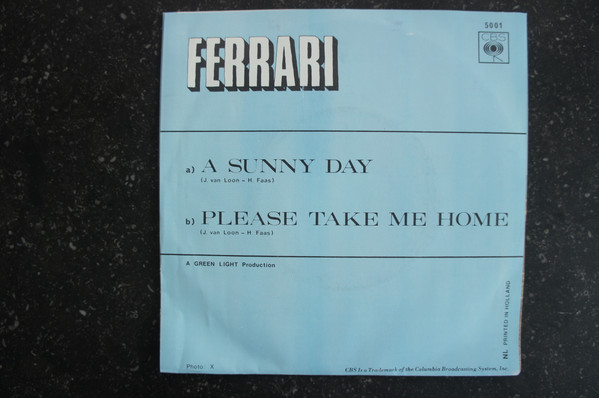 5001
CBS
FERRARI
a) A SUNNY DAY
(J. van Loon – H. Faas)
b) PLEASE TAKE ME HOME
(J. van Loon – H. Faas)
A GREEN LIGHT Production
NL PRINTED IN HOLLAND
Photo: X
CBS Is a Trademark of the Columbia Broadcasting System, Inc.